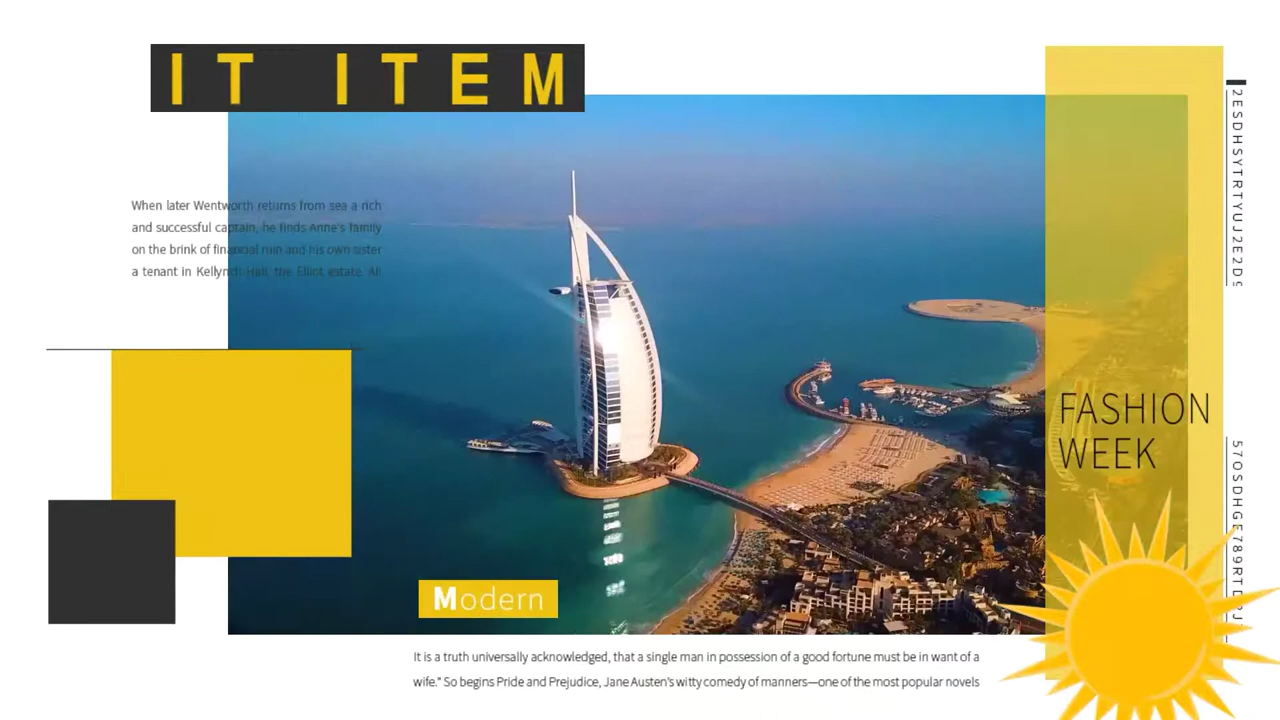 IT ITEM
When later Wentworth returns from sea a rich
and successful captain, he finds Anne's family
on the brink of financial ruin and his own sister
a tenant in Kellynch Hall, the Elliot estate. All
FASHION
WEEK
Modern
It is a truth universally acknowledged, that a single man in possession of a good fortune must be in want of a
wife." So begins Pride and Prejudice, Jane Austen's witty comedy of manners—one of the most popular novels
2ESDHSYTRTYUJ2E2DS